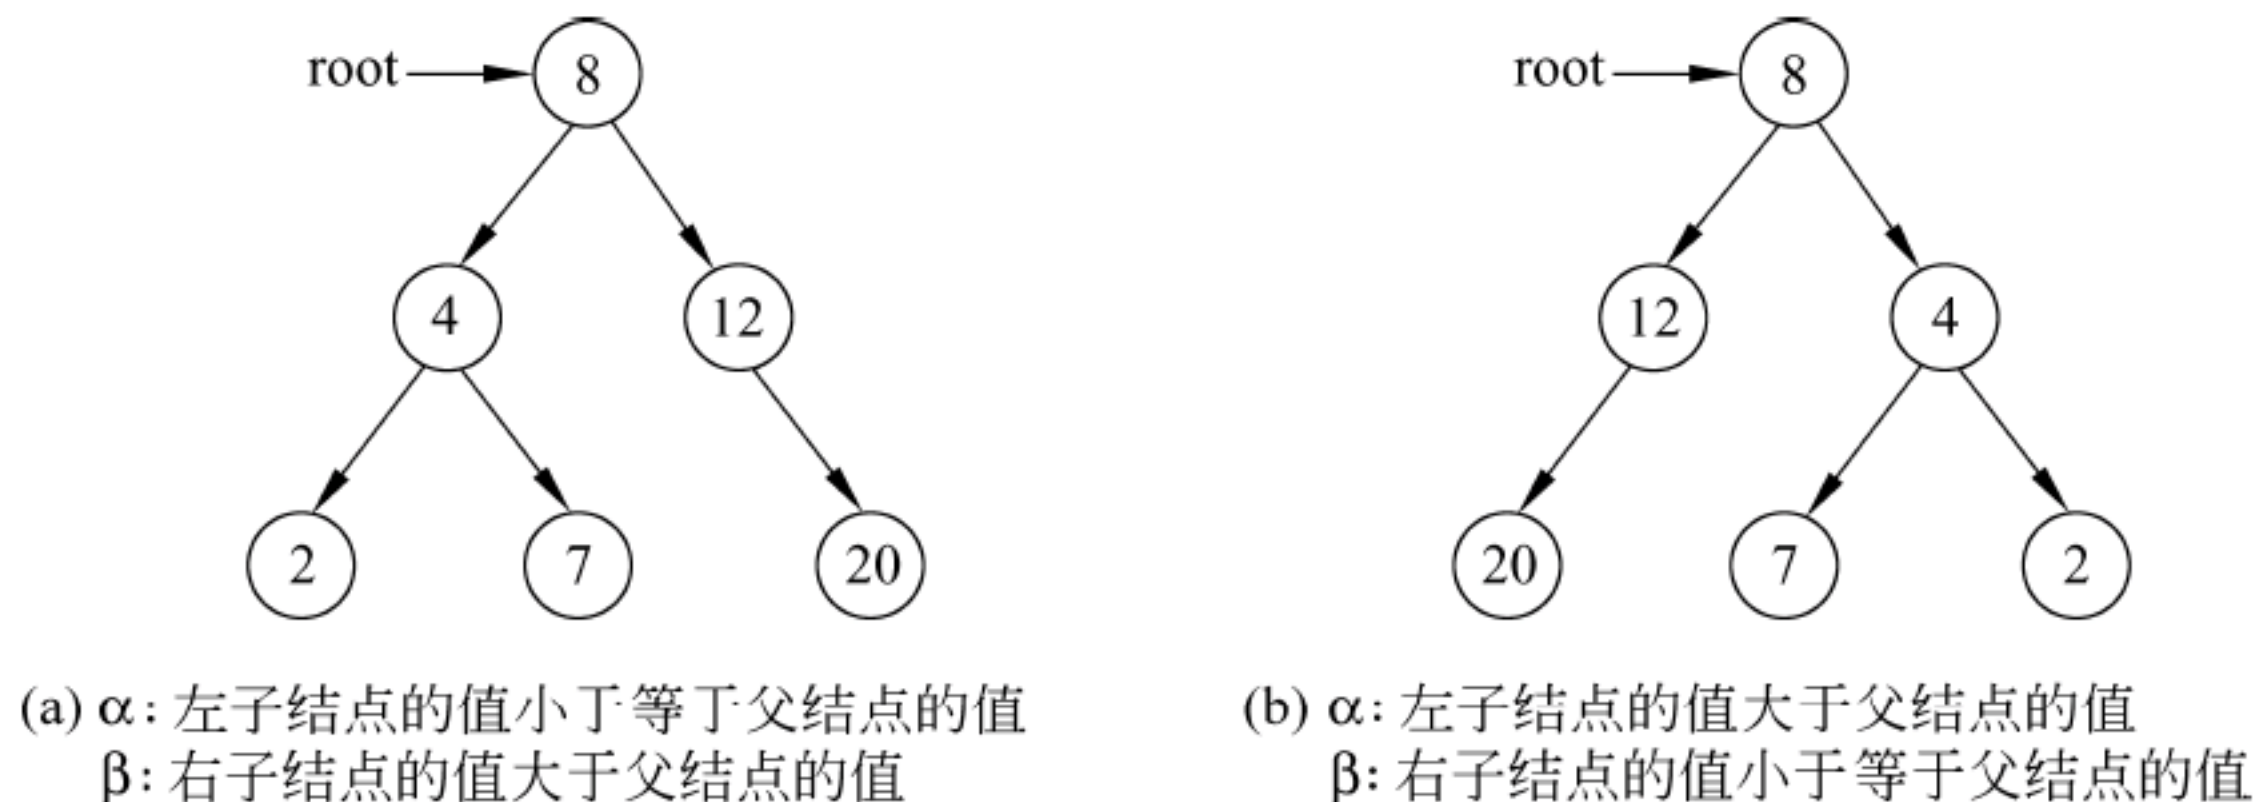 root 8 root 8
4 12 12 4
2 7 20 20 7 2
(a) α: 左子结点的值小于等于父结点的值
β: 右子结点的值大于父结点的值
(b) α: 左子结点的值大于父结点的值
β: 右子结点的值小于等于父结点的值